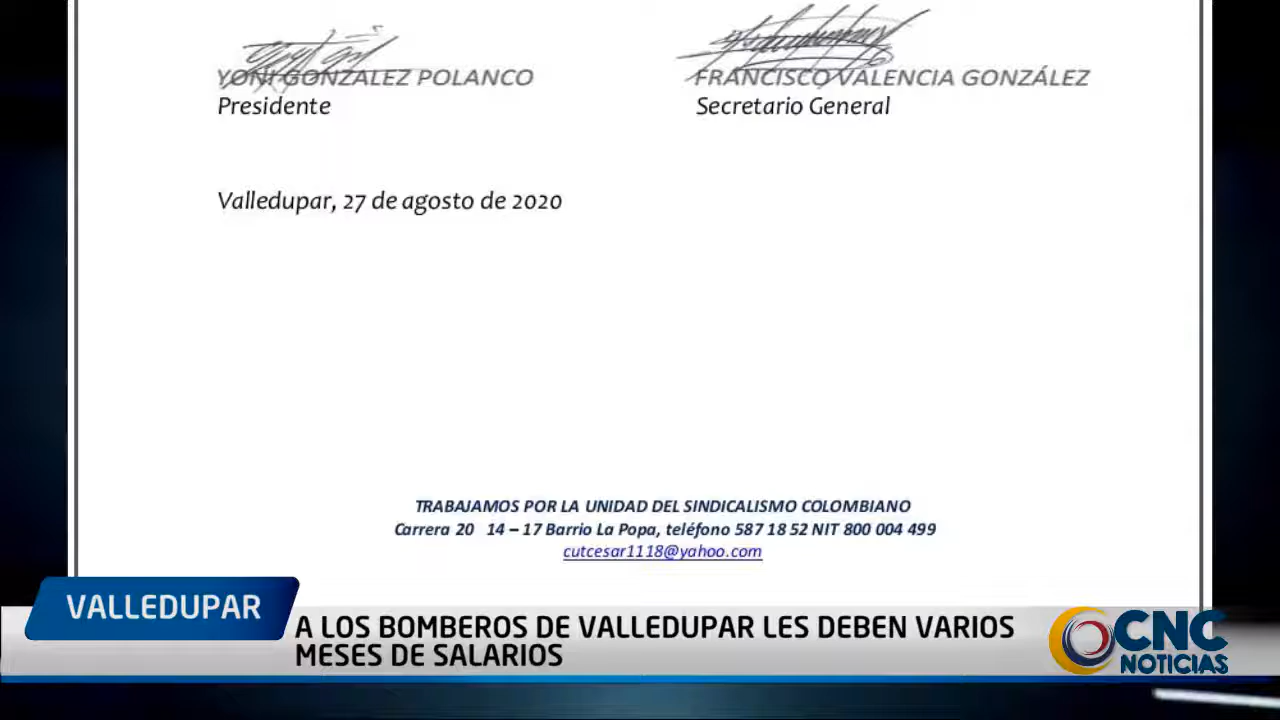 YONI GONZALEZ POLANCO
FRANCISCO VALENCIA GONZÁLEZ
Presidente
Secretario General
Valledupar, 27 de agosto de 2020
TRABAJAMOS POR LA UNIDAD DEL SINDICALISMO COLOMBIANO
Carrera 20 14 – 17 Barrio La Popa, teléfono 587 18 52 NIT 800 004 499
cutcesar1118@yahoo.com
VALLEDUPAR
A LOS BOMBEROS DE VALLEDUPAR LES DEBEN VARIOS
MESES DE SALARIOS
CNC
NOTICIAS